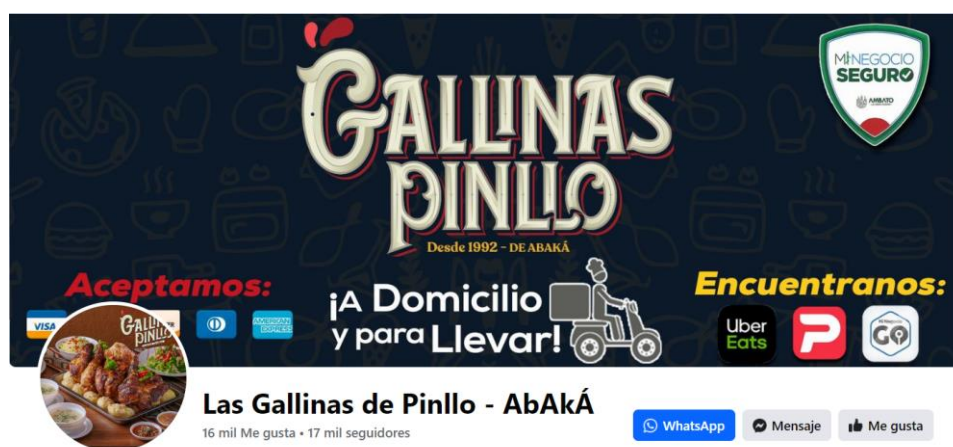 GALLINAS
PINLLO
Desde 1992 - DE ABAKÁ
MI NEGOCIO
SEGURO
AMBATO
Aceptamos:
VISA
AMERICAN
EXPRESS
¡A Domicilio
y para Llevar!
Encuentranos:
Uber
Eats
GO
GALLINAS
PINLLO
Las Gallinas de Pinllo - AbAkÁ
16 mil Me gusta • 17 mil seguidores
WhatsApp
Mensaje
Me gusta